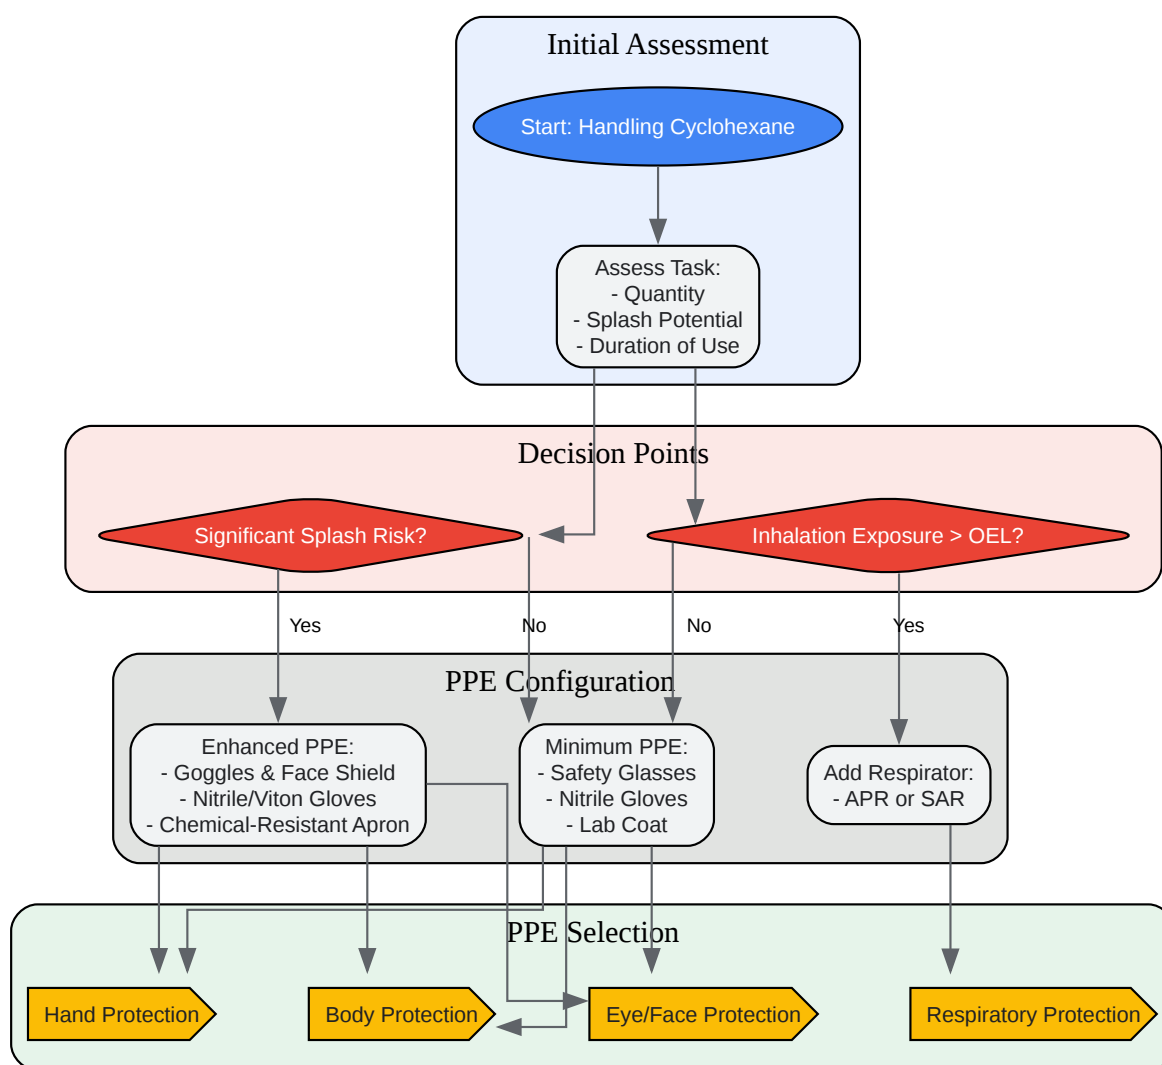 Initial Assessment
Start: Handling Cyclohexane
Assess Task:
- Quantity
- Splash Potential
- Duration of Use
Decision Points
Significant Splash Risk?
Inhalation Exposure > OEL?
Yes
No
No
Yes
PPE Configuration
Enhanced PPE:
- Goggles & Face Shield
- Nitrile/Viton Gloves
- Chemical-Resistant Apron
Minimum PPE:
- Safety Glasses
- Nitrile Gloves
- Lab Coat
Add Respirator:
- APR or SAR
PPE Selection
Hand Protection
Body Protection
Eye/Face Protection
Respiratory Protection